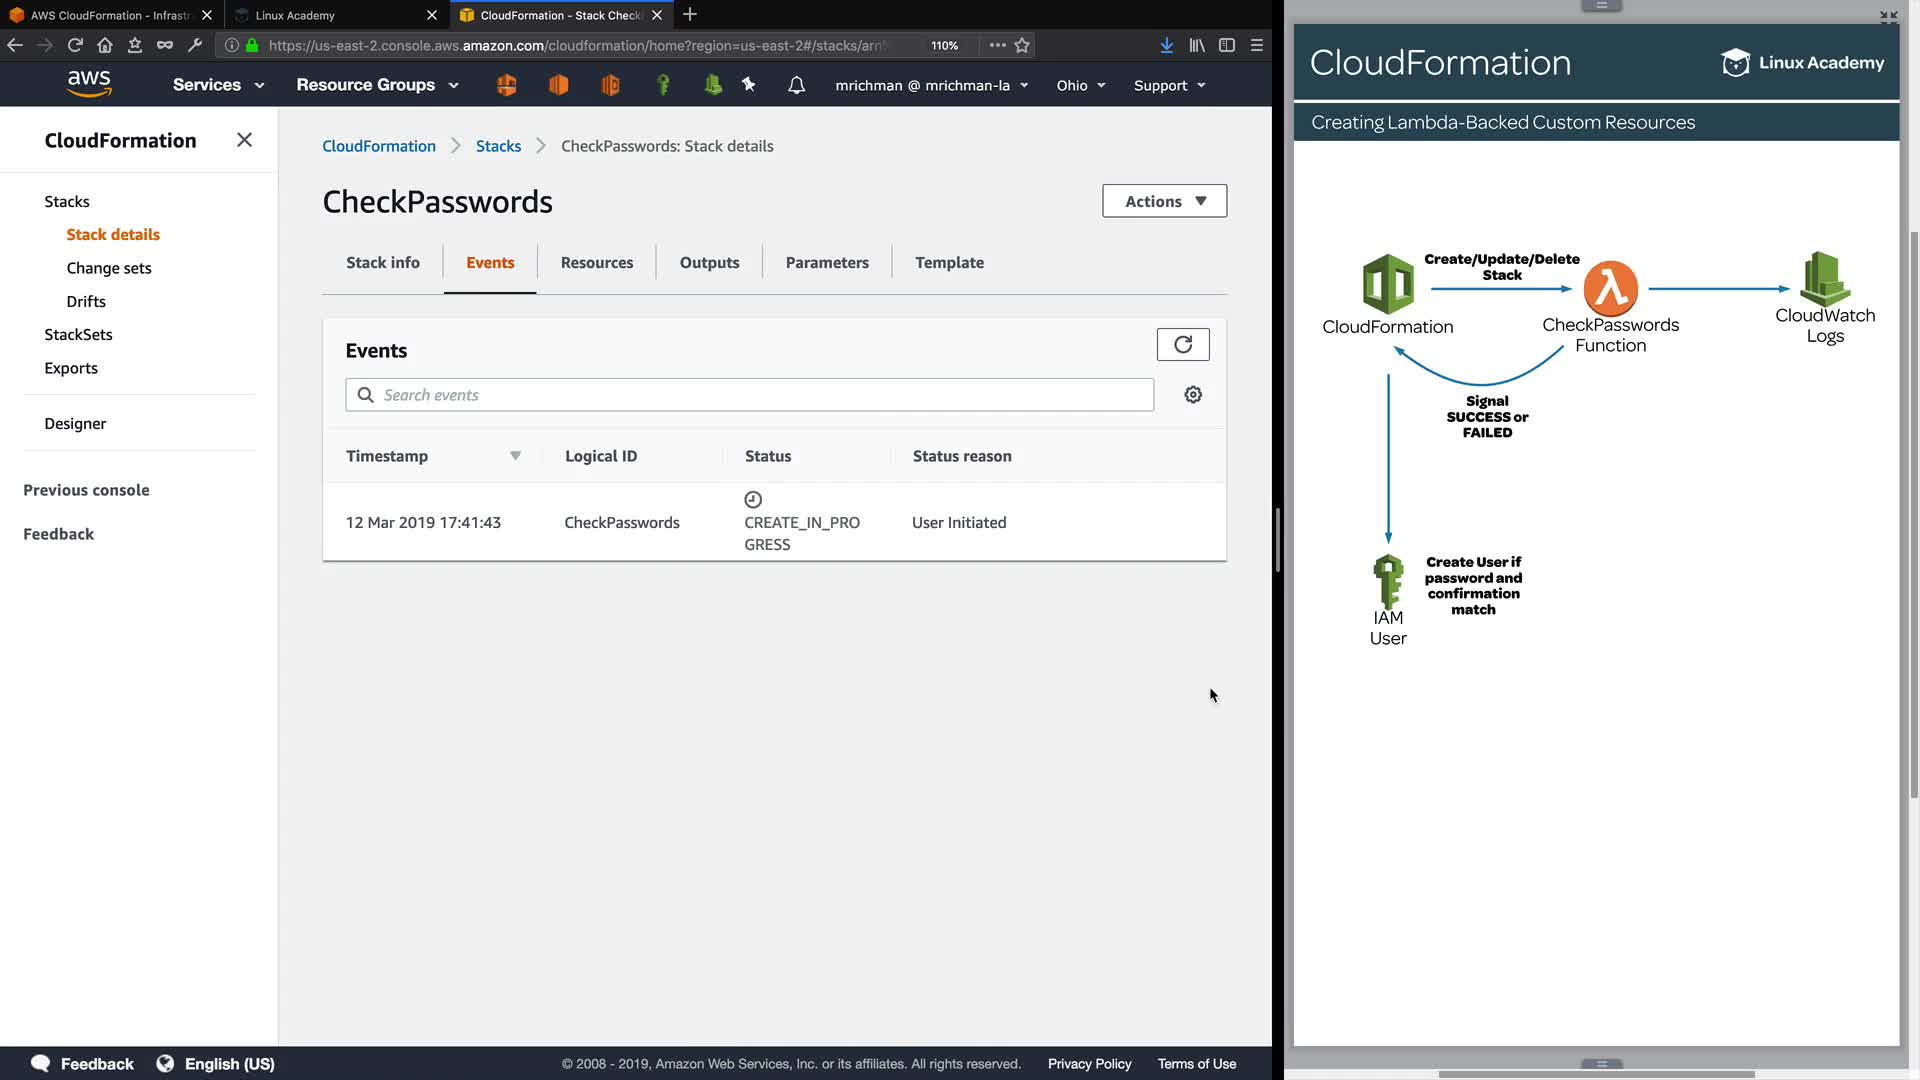 AWS CloudFormation - Infrastr
Linux Academy
CloudFormation - Stack Check
https://us-east-2.console.aws.amazon.com/cloudformation/home?region=us-east-2#/stacks/arn
110%
aws
Services
Resource Groups
mrichman @ mrichman-la
Ohio
Support
CloudFormation
Stacks
Stack details
Change sets
Drifts
StackSets
Exports
Designer
Previous console
Feedback
CloudFormation
Stacks
CheckPasswords: Stack details
CheckPasswords
Actions
Stack info
Events
Resources
Outputs
Parameters
Template
Events
Search events
Timestamp
Logical ID
Status
Status reason
12 Mar 2019 17:41:43
CheckPasswords
CREATE_IN_PRO
GRESS
User Initiated
Feedback
English (US)
© 2008 - 2019, Amazon Web Services, Inc. or its affiliates. All rights reserved.
Privacy Policy
Terms of Use
CloudFormation
Linux Academy
Creating Lambda-Backed Custom Resources
Create/Update/Delete
Stack
CloudFormation
CheckPasswords
Function
CloudWatch
Logs
Signal
SUCCESS or
FAILED
Create User if
password and
confirmation
match
IAM
User